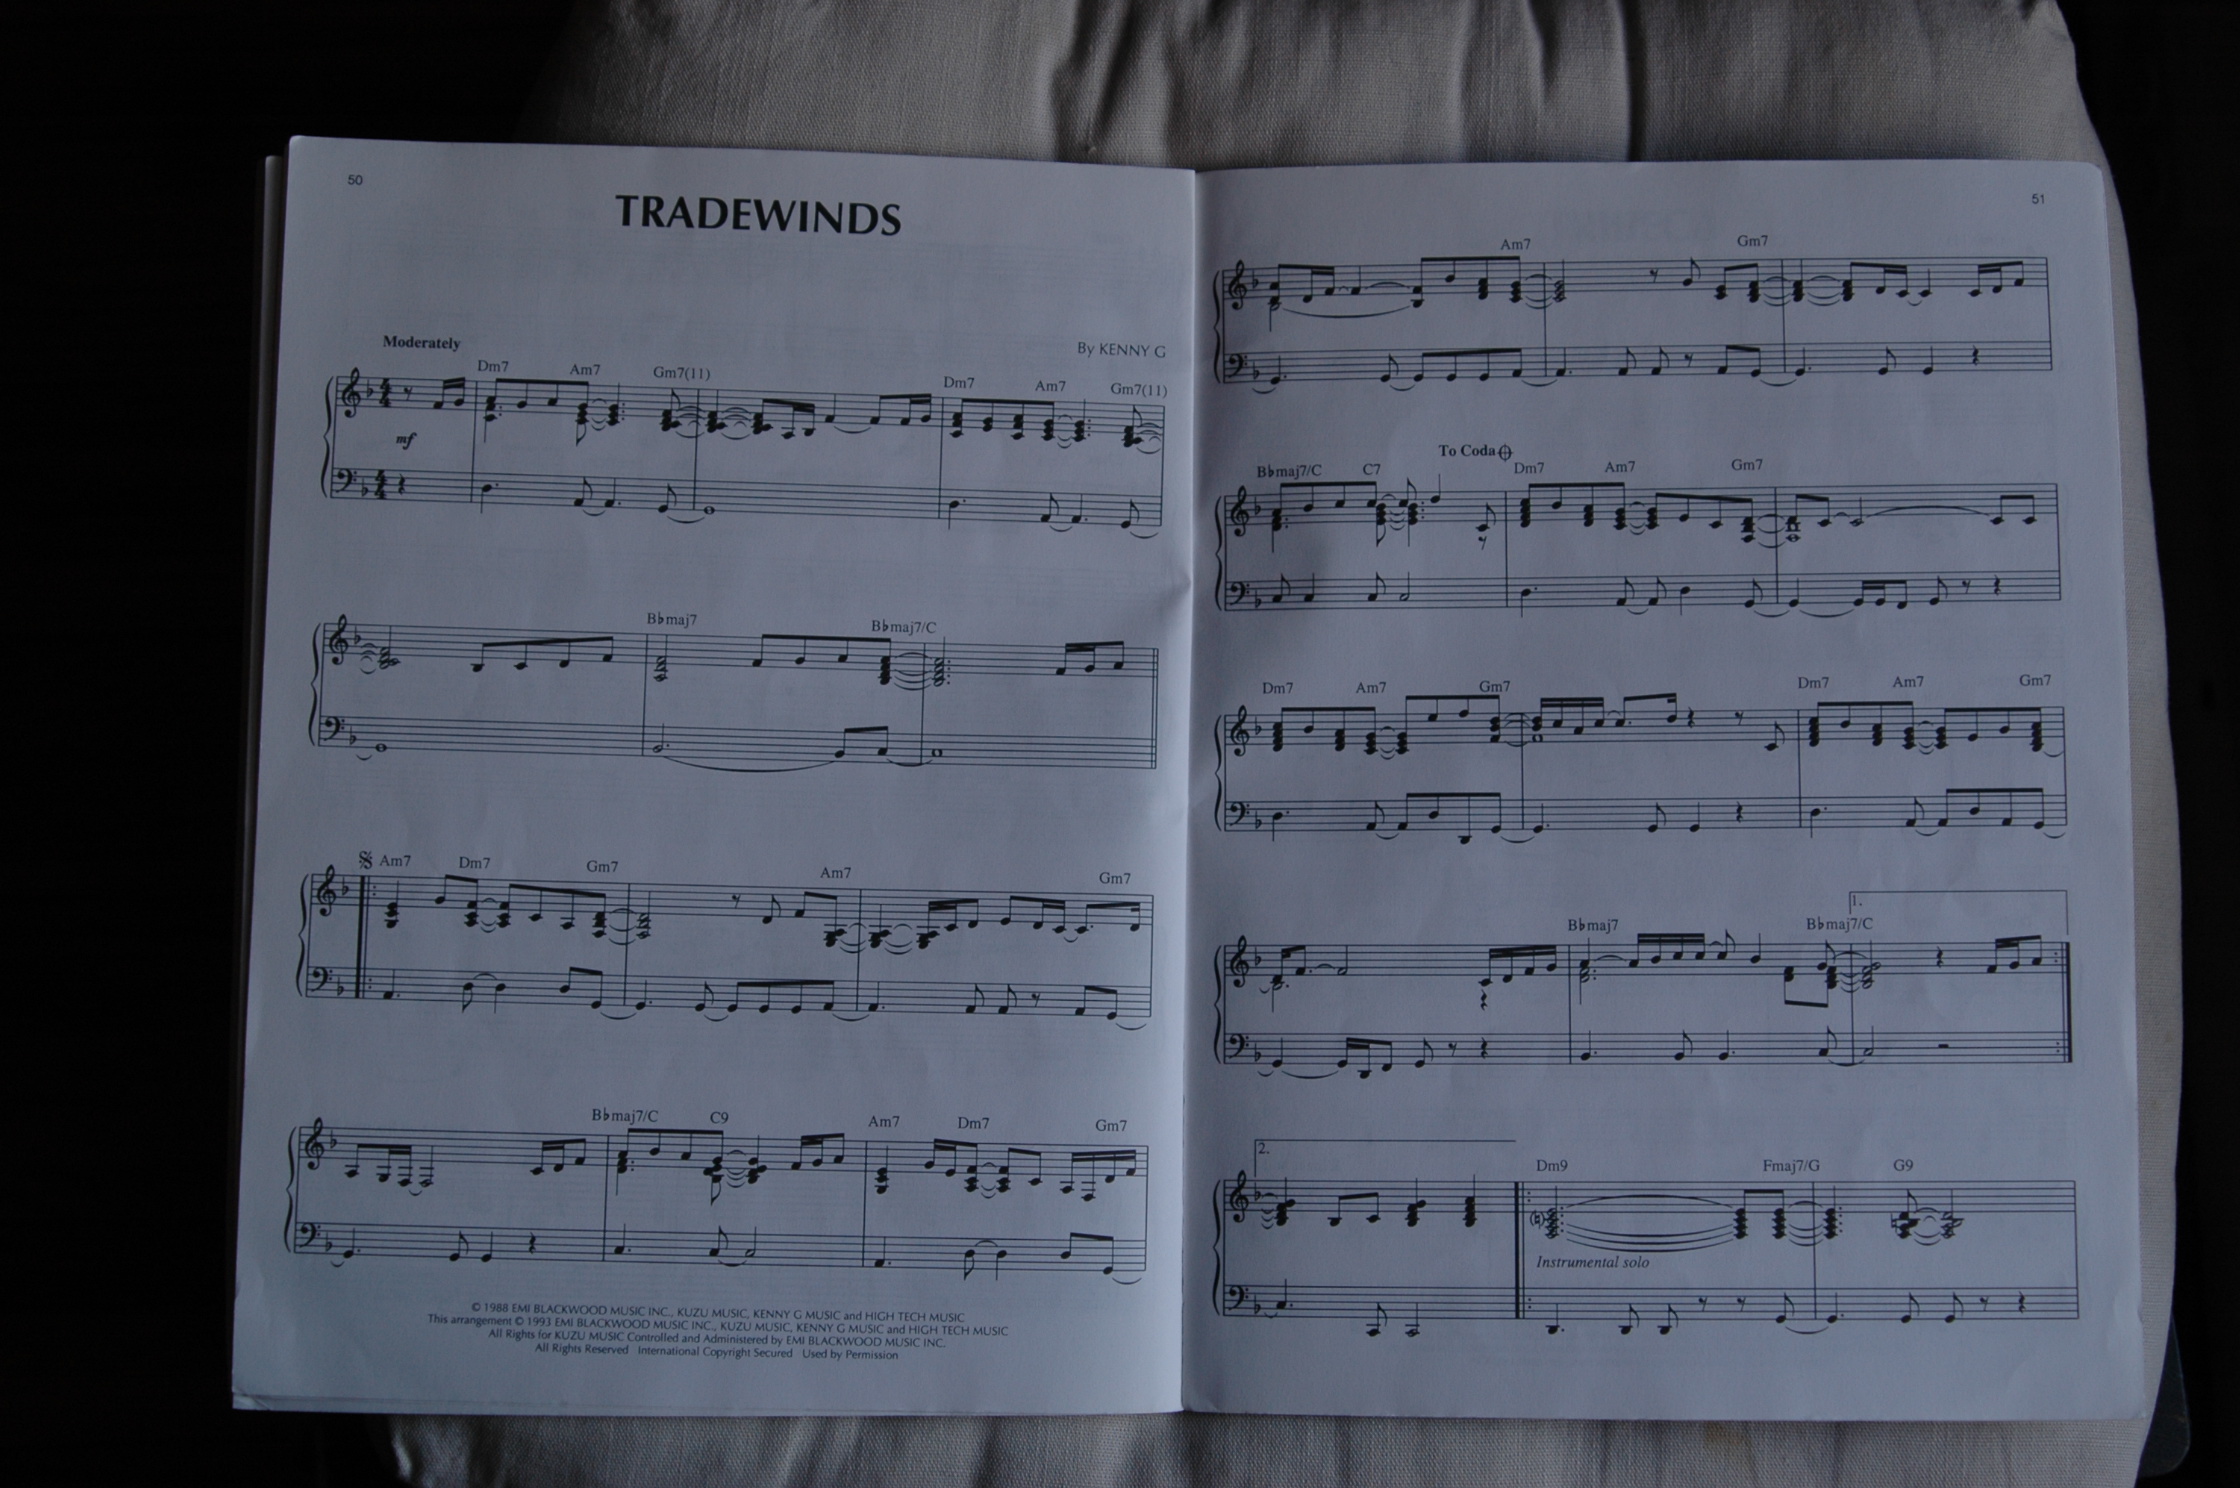 50
TRADEWINDS
By KENNY G
Moderately
Dm7 Am7 Gm7(11) Dm7 Am7 Gm7(11)
mf
B♭maj7 B♭maj7/C
Am7 Dm7 Gm7 Am7 Gm7
B♭maj7/C C9 Am7 Dm7 Gm7
© 1988 EMI BLACKWOOD MUSIC INC., KUZU MUSIC, KENNY G MUSIC and HIGH TECH MUSIC
This arrangement © 1993 EMI BLACKWOOD MUSIC INC., KUZU MUSIC, KENNY G MUSIC and HIGH TECH MUSIC
All Rights for KUZU MUSIC Controlled and Administered by EMI BLACKWOOD MUSIC INC.
All Rights Reserved International Copyright Secured Used by Permission
51
Am7 Gm7
To Coda
B♭maj7/C C7 Dm7 Am7 Gm7
Dm7 Am7 Gm7 Dm7 Am7 Gm7
1.
B♭maj7 B♭maj7/C
2.
Dm9 Fmaj7/G G9
Instrumental solo